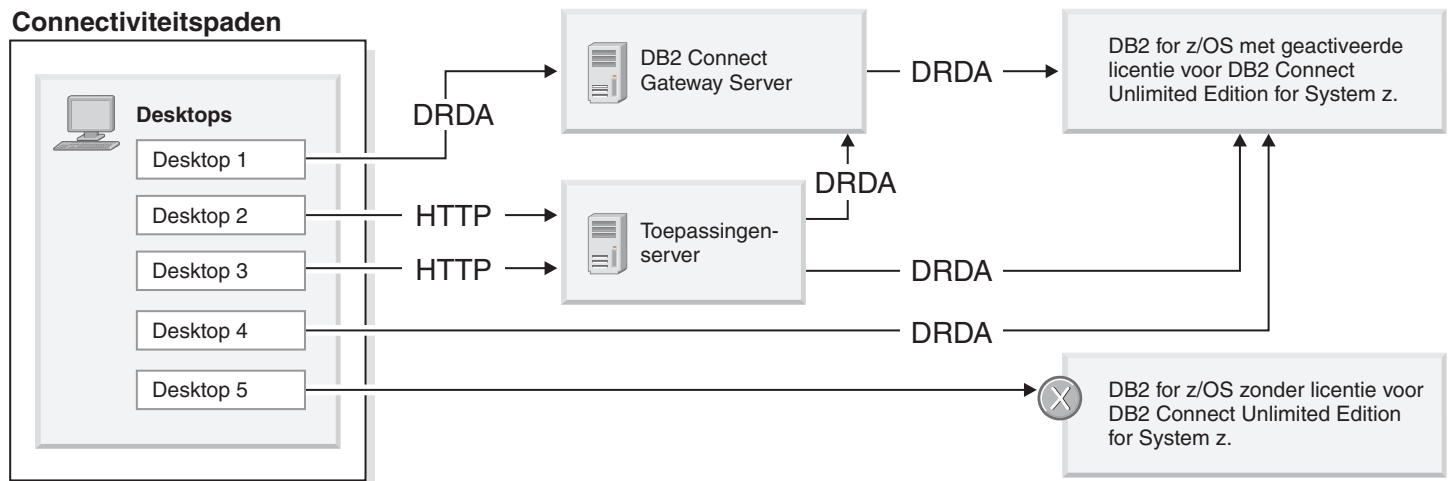 Connectiviteitspaden
Desktops
Desktop 1
Desktop 2
Desktop 3
Desktop 4
Desktop 5
DRDA
HTTP
HTTP
DB2 Connect
Gateway Server
DRDA
Toepassingen-
server
DRDA
DRDA
DRDA
DB2 for z/OS met geactiveerde
licentie voor DB2 Connect
Unlimited Edition for System z.
X
DB2 for z/OS zonder licentie voor
DB2 Connect Unlimited Edition
for System z.